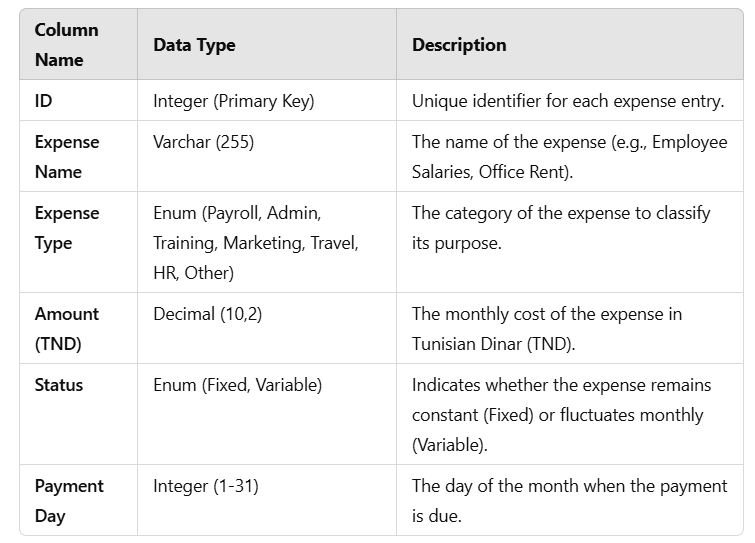 Column Name
Data Type
Description
ID
Integer (Primary Key)
Unique identifier for each expense entry.
Expense Name
Varchar (255)
The name of the expense (e.g., Employee
Salaries, Office Rent).
Expense Type
Enum (Payroll, Admin,
Training, Marketing, Travel,
HR, Other)
The category of the expense to classify
its purpose.
Amount (TND)
Decimal (10,2)
The monthly cost of the expense in
Tunisian Dinar (TND).
Status
Enum (Fixed, Variable)
Indicates whether the expense remains
constant (Fixed) or fluctuates monthly
(Variable).
Payment Day
Integer (1-31)
The day of the month when the payment
is due.